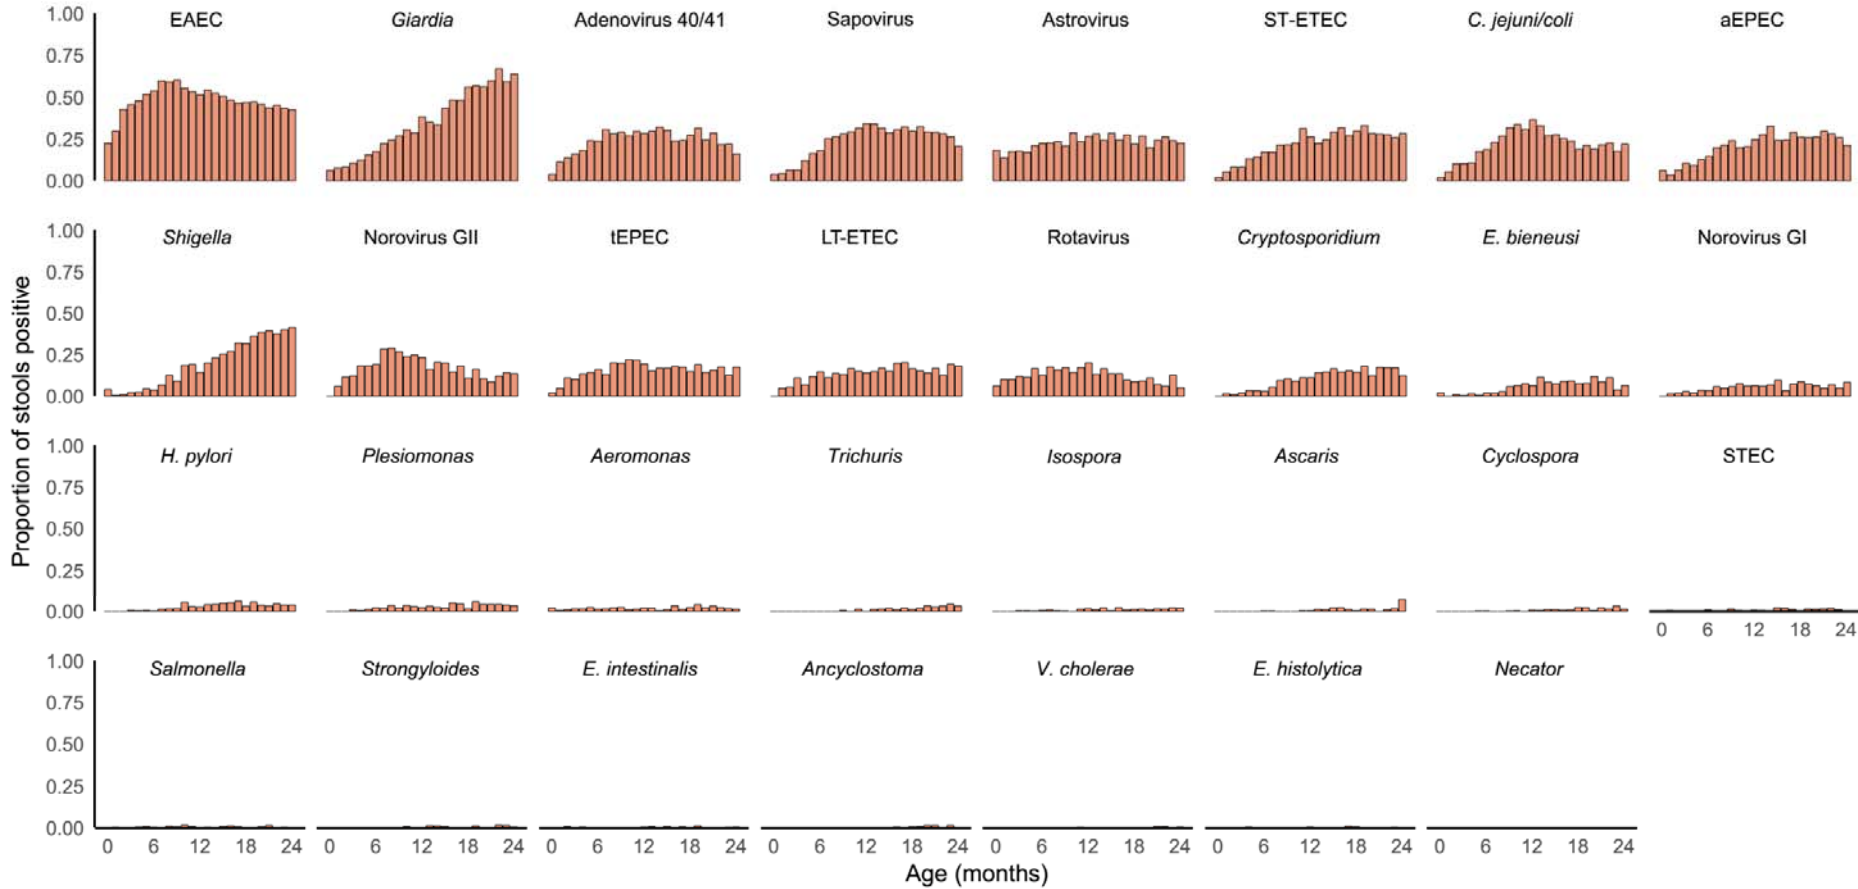 1.00 EAEC Giardia Adenovirus 40/41 Sapovirus Astrovirus ST-ETEC C. jejuni/coli aEPEC
0.75
0.50
0.25
0.00
1.00 Shigella Norovirus GII tEPEC LT-ETEC Rotavirus Cryptosporidium E. bieneusi Norovirus GI
0.75
0.50
0.25
0.00
Proportion of stools positive
1.00 H. pylori Plesiomonas Aeromonas Trichuris Isospora Ascaris Cyclospora STEC
0.75
0.50
0.25
0.00
0 6 12 18 24
1.00 Salmonella Strongyloides E. intestinalis Ancyclostoma V. cholerae E. histolytica Necator
0.75
0.50
0.25
0.00
0 6 12 18 24 0 6 12 18 24 0 6 12 18 24 0 6 12 18 24 0 6 12 18 24 0 6 12 18 24 0 6 12 18 24
Age (months)